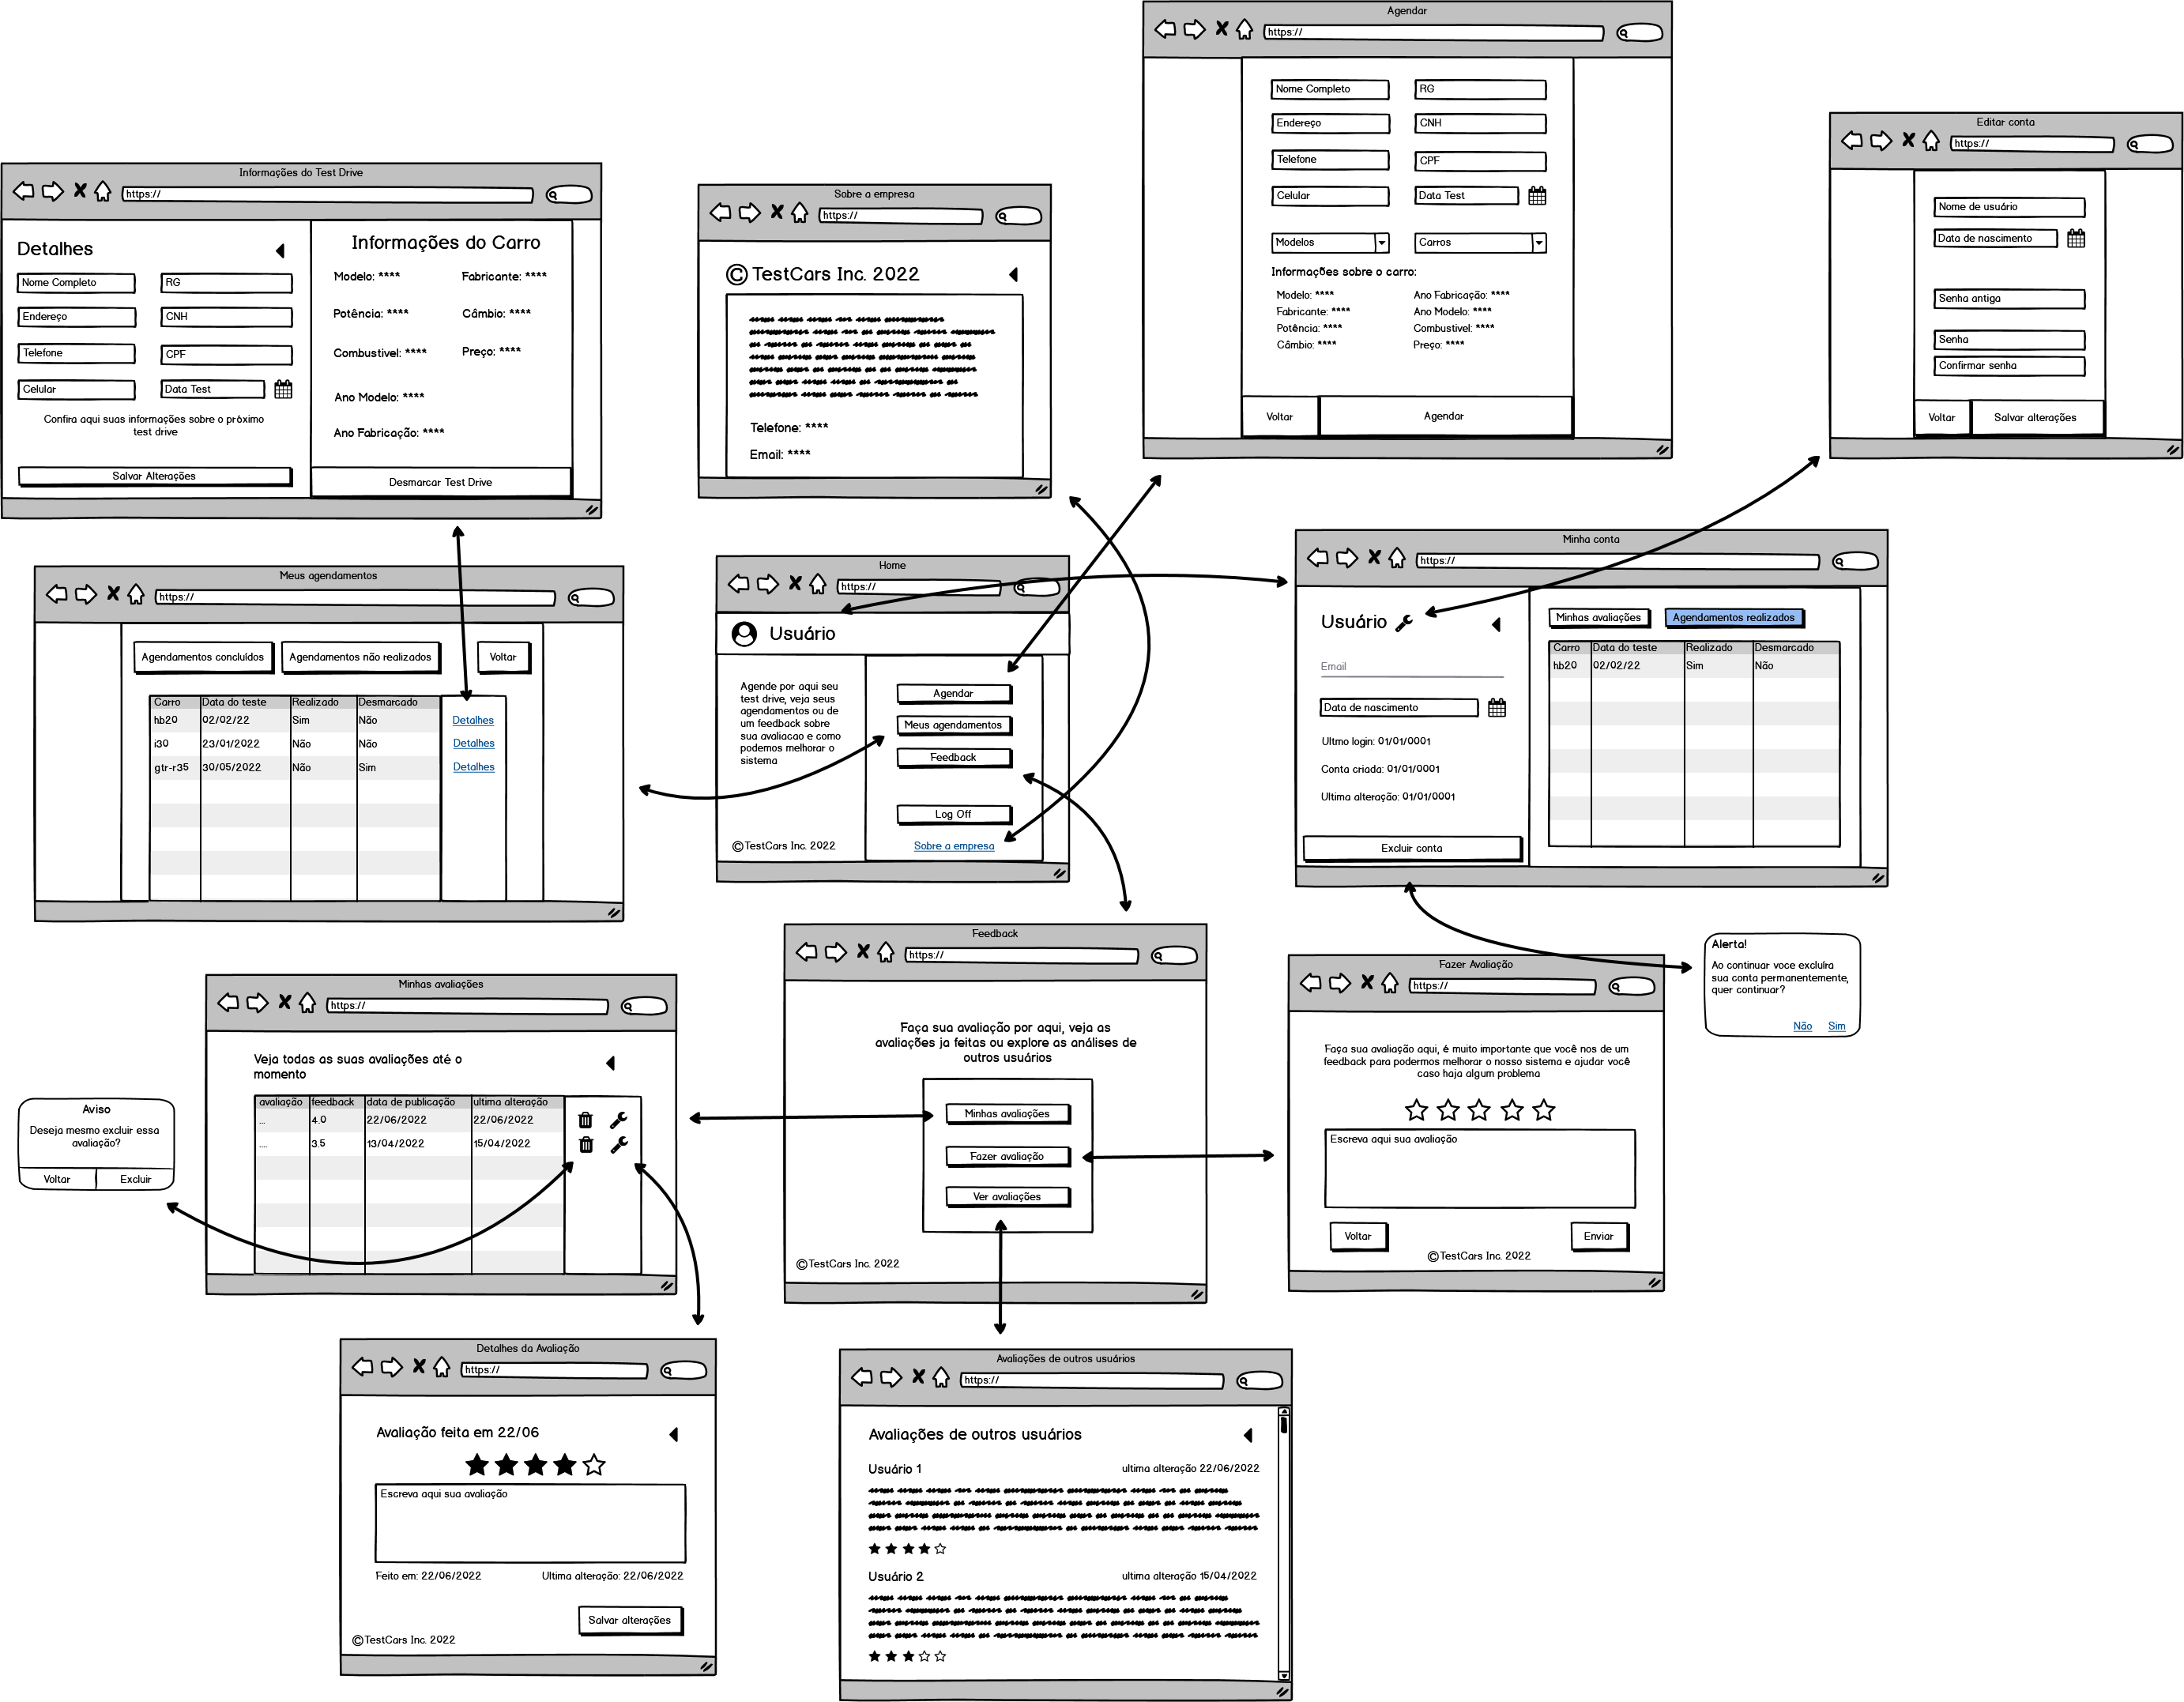 Agendar
https://
Nome Completo
RG
Endereço
CNH
Telefone
CPF
Celular
Data Test
Modelos
Carros
Informações sobre o carro:
Modelo: ****
Ano Fabricação: ****
Fabricante: ****
Ano Modelo: ****
Potência: ****
Combustivel: ****
Câmbio: ****
Preço: ****
Voltar
Agendar
Editar conta
https://
Nome de usuário
Data de nascimento
Senha antiga
Senha
Confirmar senha
Voltar
Salvar alterações
Informações do Test Drive
https://
Detalhes
Nome Completo
RG
Endereço
CNH
Telefone
CPF
Celular
Data Test
Confira aqui suas informações sobre o próximo
test drive
Salvar Alterações
Informações do Carro
Modelo: ****
Fabricante: ****
Potência: ****
Câmbio: ****
Combustivel: ****
Preço: ****
Ano Modelo: ****
Ano Fabricação: ****
Desmarcar Test Drive
Sobre a empresa
https://
© TestCars Inc. 2022
Telefone: ****
Email: ****
Meus agendamentos
https://
Agendamentos concluídos
Agendamentos não realizados
Voltar
Carro Data do teste Realizado Desmarcado
hb20 02/02/22 Sim Não Detalhes
i30 23/01/2022 Não Não Detalhes
gtr-r35 30/05/2022 Não Sim Detalhes
Home
https://
Usuário
Agende por aqui seu
test drive, veja seus
agendamentos ou de
um feedback sobre
sua avaliacao e como
podemos melhorar o
sistema
©TestCars Inc. 2022
Agendar
Meus agendamentos
Feedback
Log Off
Sobre a empresa
Minha conta
https://
Usuário
Email
Data de nascimento
Ultmo login: 01/01/0001
Conta criada: 01/01/0001
Ultima alteração: 01/01/0001
Excluir conta
Minhas avaliações
Agendamentos realizados
Carro Data do teste Realizado Desmarcado
hb20 02/02/22 Sim Não
Alerta!
Ao continuar voce excluíra
sua conta permanentemente,
quer continuar?
Não Sim
Minhas avaliações
https://
Veja todas as suas avaliações até o
momento
avaliação feedback data de publicação ultima alteração
... 4.0 22/06/2022 22/06/2022
.... 3.5 13/04/2022 15/04/2022
Aviso
Deseja mesmo excluir essa
avaliação?
Voltar Excluir
Feedback
https://
Faça sua avaliação por aqui, veja as
avaliações ja feitas ou explore as análises de
outros usuários
Minhas avaliações
Fazer avaliação
Ver avaliações
©TestCars Inc. 2022
Fazer Avaliação
https://
Faça sua avaliação aqui, é muito importante que você nos de um
feedback para podermos melhorar o nosso sistema e ajudar você
caso haja algum problema
Escreva aqui sua avaliação
Voltar
Enviar
©TestCars Inc. 2022
Detalhes da Avaliação
https://
Avaliação feita em 22/06
Escreva aqui sua avaliação
Feito em: 22/06/2022
Ultima alteração: 22/06/2022
Salvar alterações
©TestCars Inc. 2022
Avaliações de outros usuários
https://
Avaliações de outros usuários
Usuário 1
ultima alteração 22/06/2022
Usuário 2
ultima alteração 15/04/2022